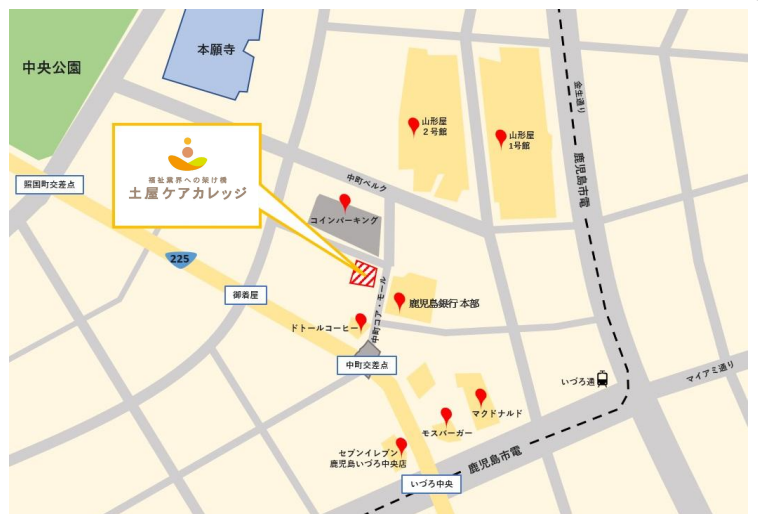 中央公園
本願寺
山形屋
２号館
山形屋
1号館
金生通り
鹿児島市電
福祉業界への架け橋
土屋ケアカレッジ
中町ベルク
照国町交差点
コインパーキング
225
御着屋
中町コア・モール
鹿児島銀行 本部
ドトールコーヒー
中町交差点
いづろ通
マイアミ通り
マクドナルド
モスバーガー
セブンイレブン
鹿児島いづろ中央店
鹿児島市電
いづろ中央